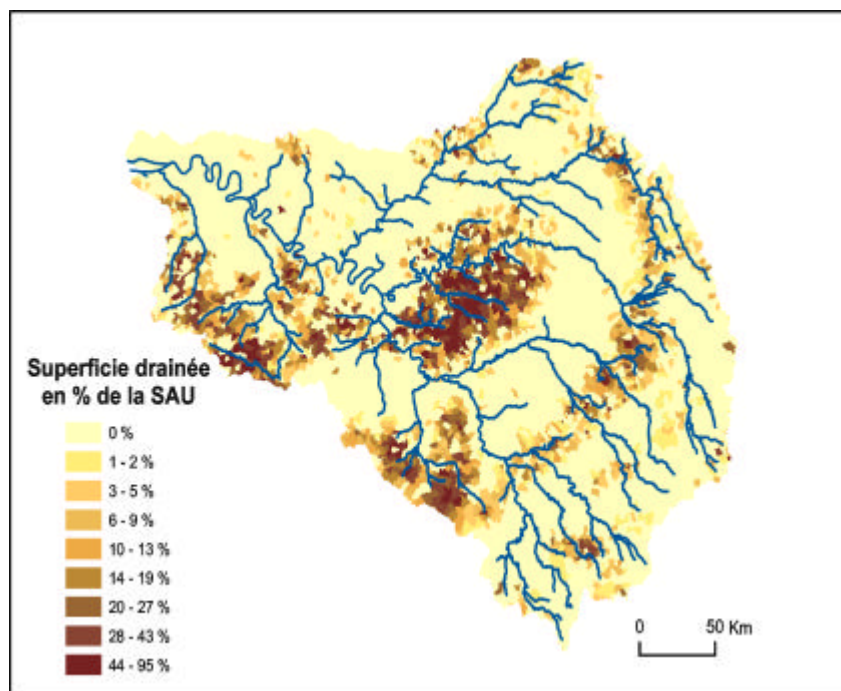 Superficie drainée
en % de la SAU
0 %
1 - 2 %
3 - 5 %
6 - 9 %
10 - 13 %
14 - 19 %
20 - 27 %
28 - 43 %
44 - 95 %
0 50 Km